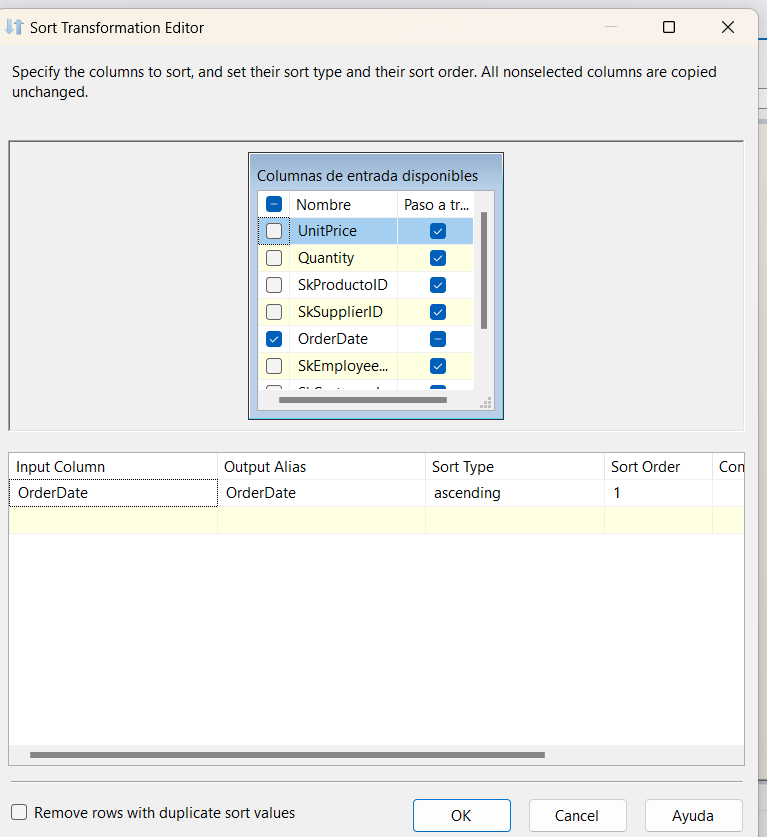 Sort Transformation Editor
Specify the columns to sort, and set their sort type and their sort order. All nonselected columns are copied
unchanged.
Columnas de entrada disponibles
Nombre Paso a tr...
UnitPrice
Quantity
SkProductoID
SkSupplierID
OrderDate
SkEmployee...
Input Column Output Alias Sort Type Sort Order Con
OrderDate OrderDate ascending 1
Remove rows with duplicate sort values
OK Cancel Ayuda